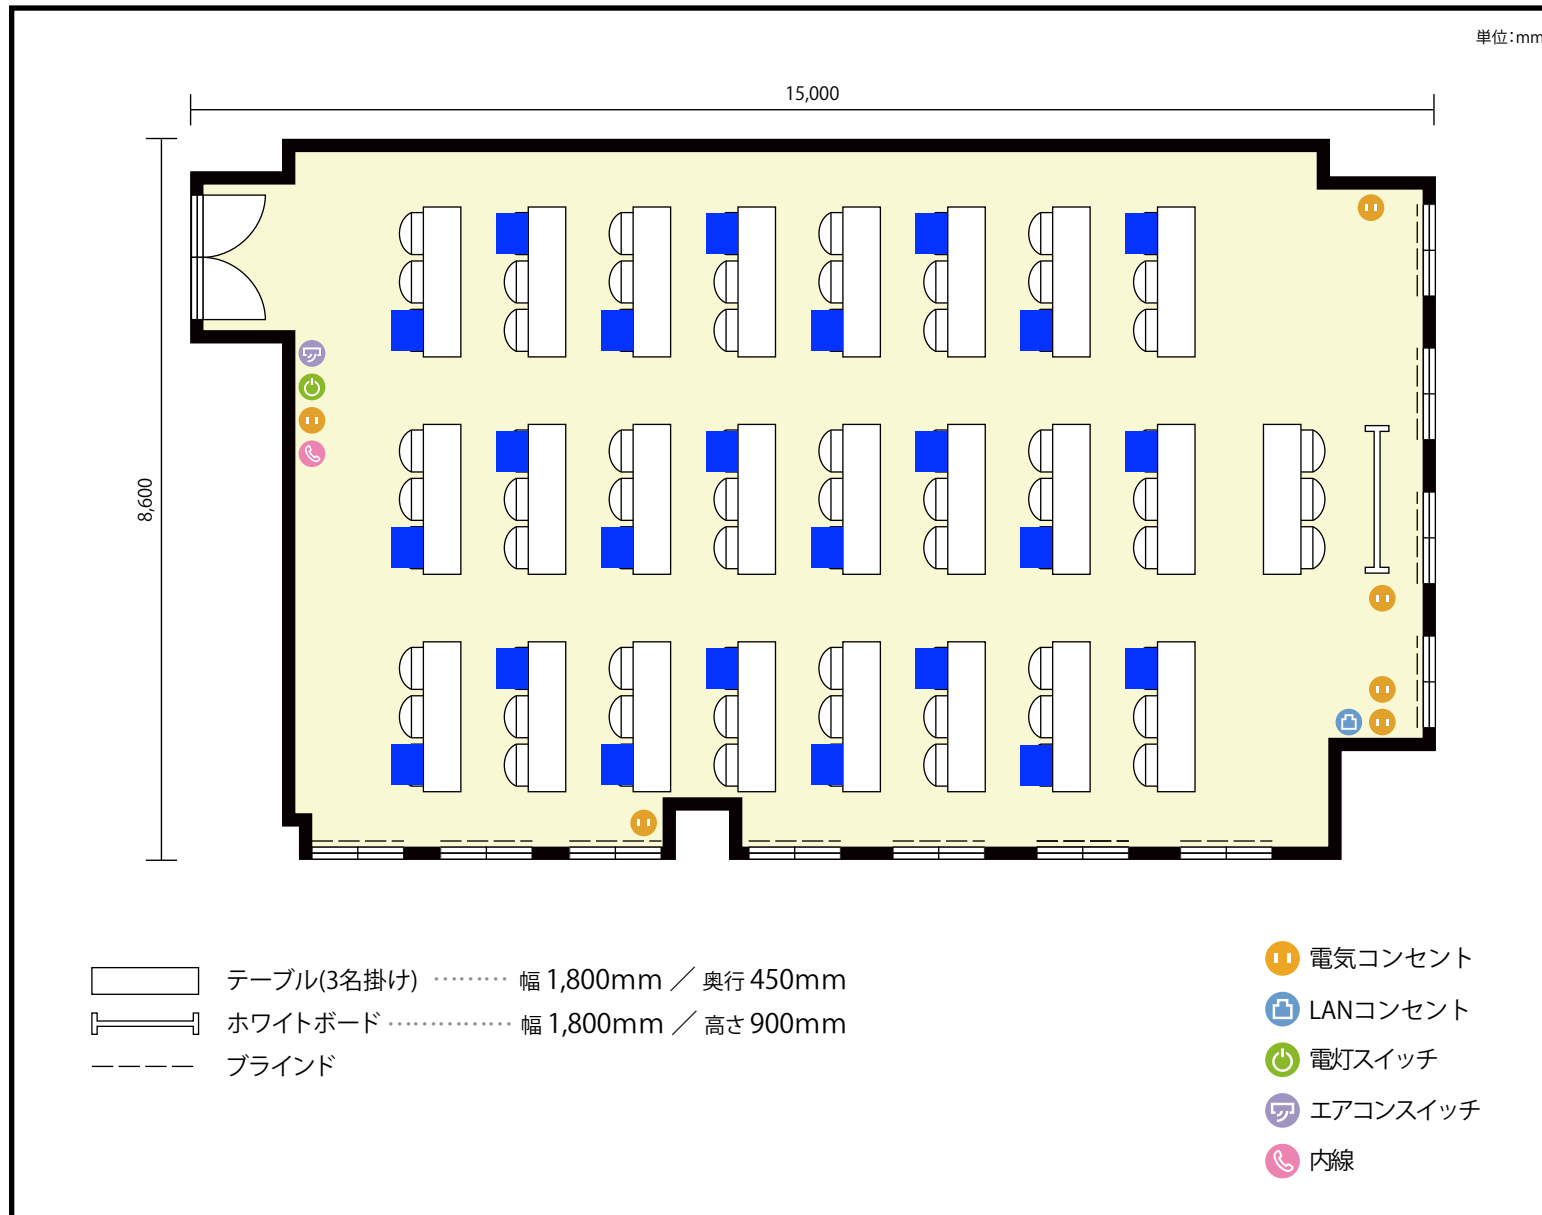 単位:mm
15,000
8,600
テーブル(3名掛け) ⋯⋯⋯ 幅 1,800mm ／ 奥行 450mm
ホワイトボード ⋯⋯⋯⋯⋯ 幅 1,800mm ／ 高さ 900mm
ブラインド
電気コンセント
LANコンセント
電灯スイッチ
エアコンスイッチ
内線